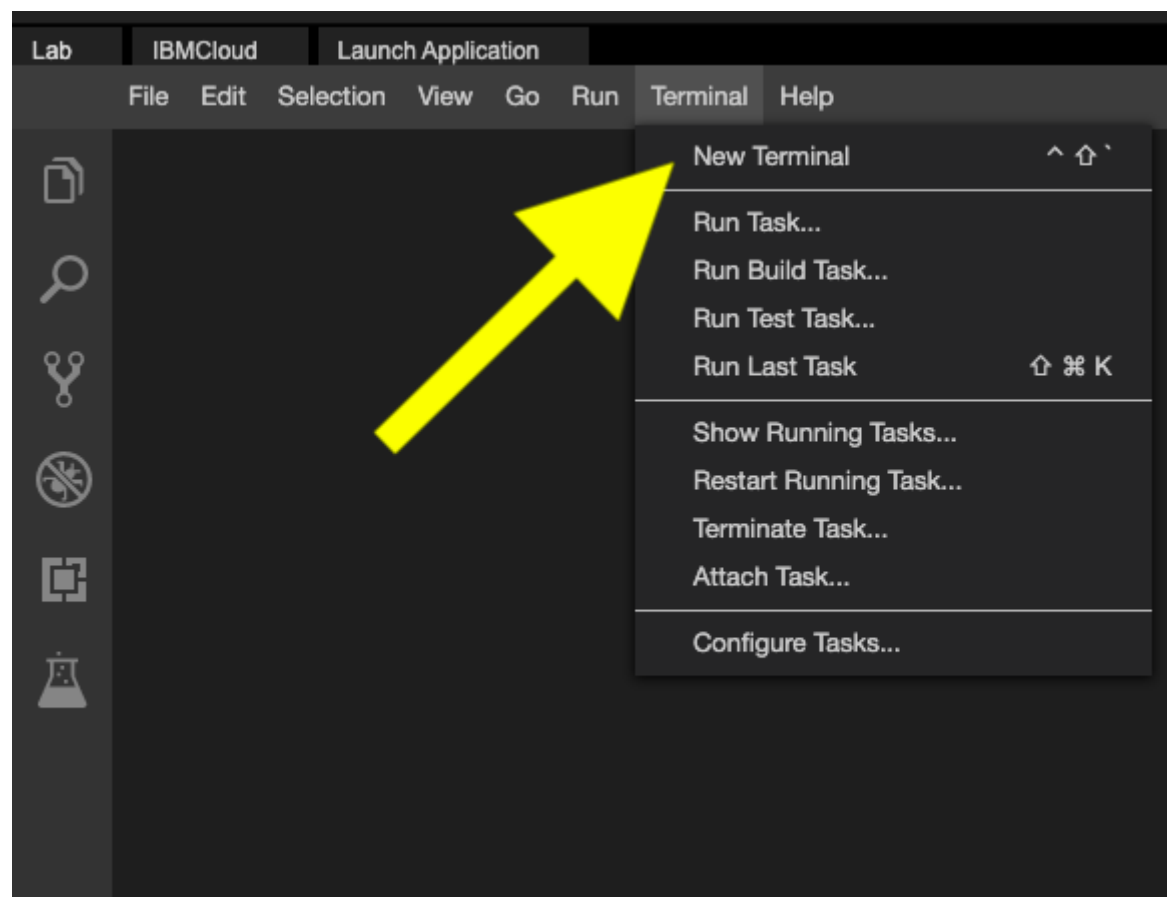 Lab IBMCloud Launch Application
File Edit Selection View Go Run Terminal Help
New Terminal ^ ⇧ `
Run Task...
Run Build Task...
Run Test Task...
Run Last Task ⇧ ⌘ K
Show Running Tasks...
Restart Running Task...
Terminate Task...
Attach Task...
Configure Tasks...